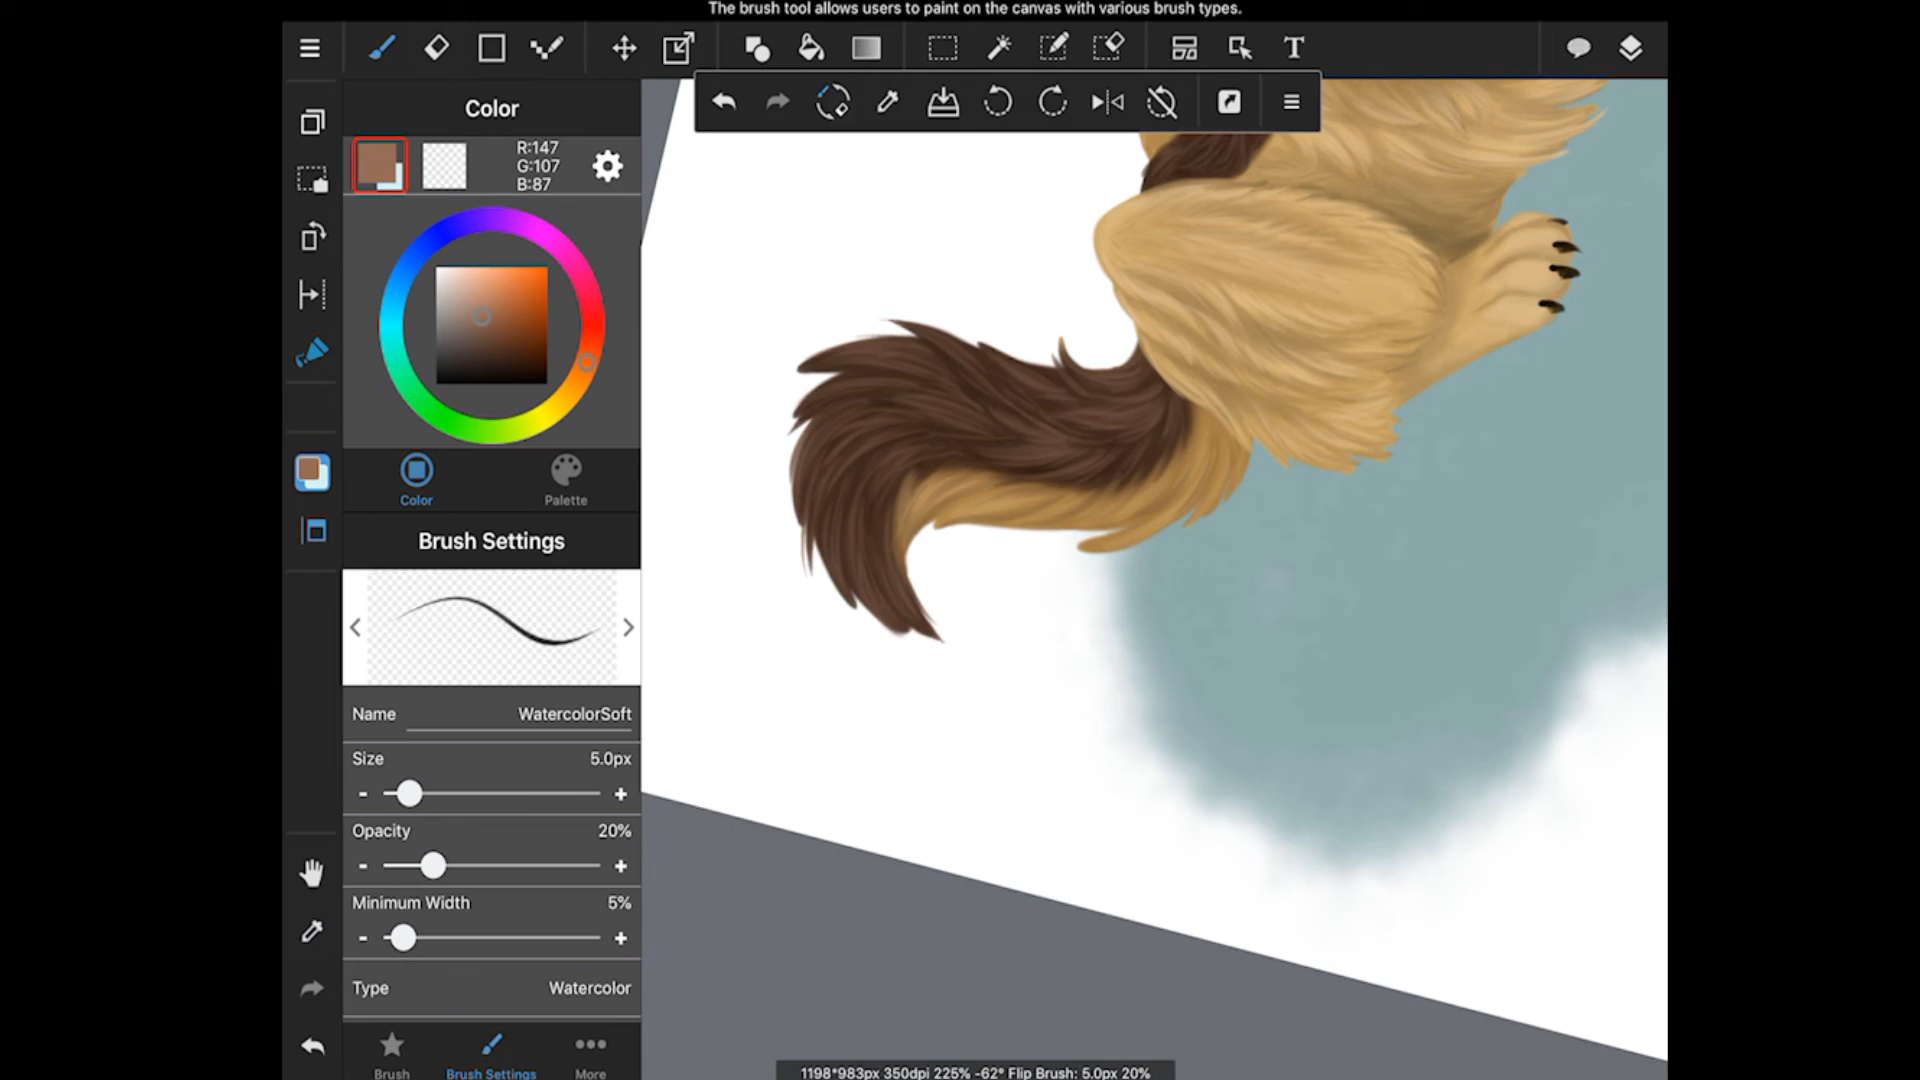 The brush tool allows users to paint on the canvas with various brush types.
T
Color
R:147
G:107
B:87
Color
Palette
Brush Settings
Name WatercolorSoft
Size 5.0px
- +
Opacity 20%
- +
Minimum Width 5%
- +
Type Watercolor
Brush
Brush Settings
More
1198*983px 350dpi 225% -62° Flip Brush: 5.0px 20%